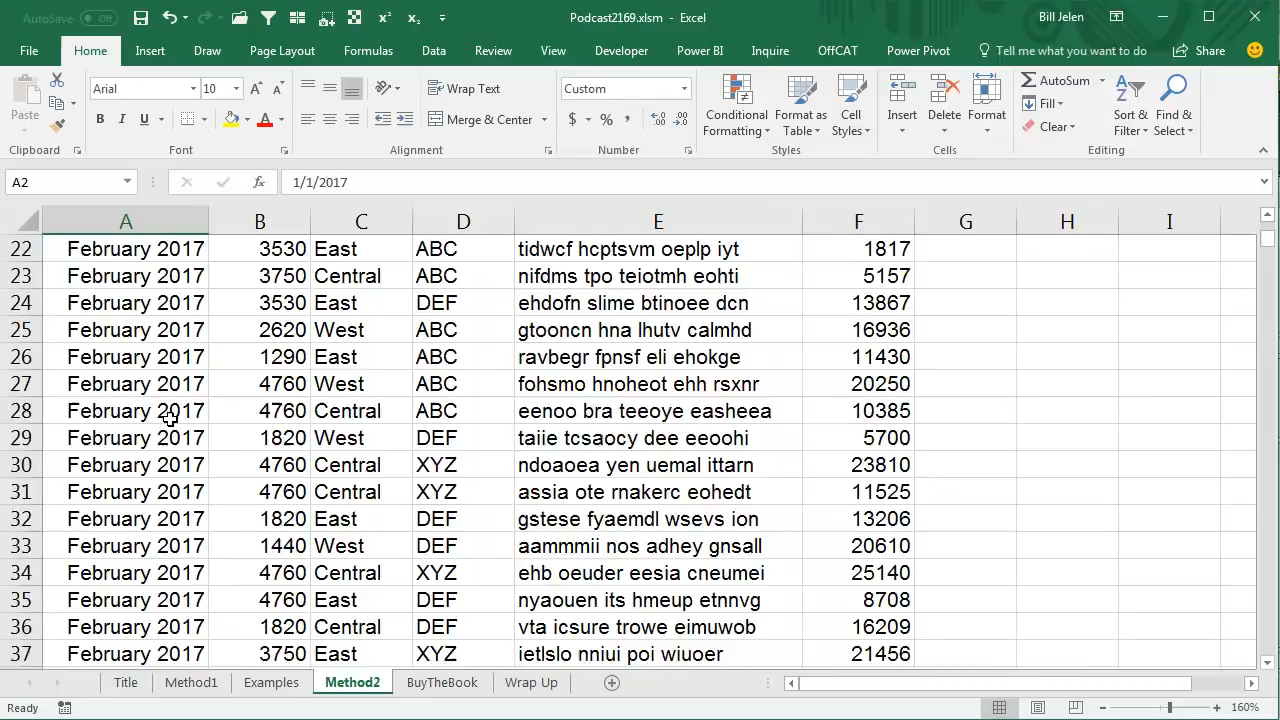 AutoSave Off Podcast2169.xlsm - Excel Bill Jelen
File Home Insert Draw Page Layout Formulas Data Review View Developer Power BI Inquire OffCAT Power Pivot Tell me what you want to do Share
Paste Arial 10 Wrap Text Custom Conditional Formatting Format as Table Cell Styles Insert Delete Format AutoSum Sort & Filter Find & Select
B I U Merge & Center $ % , Fill
Clear
Clipboard Font Alignment Number Styles Cells Editing
A2 fx 1/1/2017
A B C D E F G H I
22 February 2017 3530 East ABC tidwcf hcptsvm oeplp iyt 1817
23 February 2017 3750 Central ABC nifdms tpo teiotmh eohti 5157
24 February 2017 3530 East DEF ehdofn slime btinoee dcn 13867
25 February 2017 2620 West ABC gtooncn hna lhutv calmhd 16936
26 February 2017 1290 East ABC ravbegr fpnsf eli ehokge 11430
27 February 2017 4760 West ABC fohsmo hnoheot ehh rsxnr 20250
28 February 2017 4760 Central ABC eenoo bra teeoye easheea 10385
29 February 2017 1820 West DEF taiie tcsaocy dee eeoohi 5700
30 February 2017 4760 Central XYZ ndoaoea yen uemal ittarn 23810
31 February 2017 4760 Central XYZ assia ote rnakerc eohedt 11525
32 February 2017 1820 East DEF gstese fyaemdl wsevs ion 13206
33 February 2017 1440 West DEF aammmii nos adhey gnsall 20610
34 February 2017 4760 Central XYZ ehb oeuder eesia cneumei 25140
35 February 2017 4760 East DEF nyaouen its hmeup etnnvg 8708
36 February 2017 1820 Central DEF vta icsure trowe eimuwob 16209
37 February 2017 3750 East XYZ ietlslo nniui poi wiuoer 21456
Title Method1 Examples Method2 BuyTheBook Wrap Up
Ready 160%